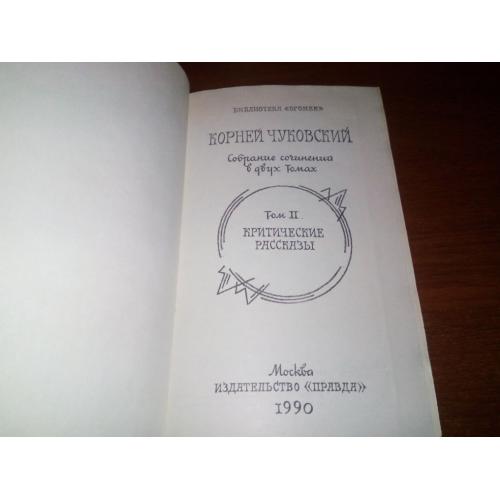 БИБЛИОТЕКА «ОГОНЕК»
КОРНЕЙ ЧУКОВСКИЙ
Собрание сочинений
в двух томах
Том II
КРИТИЧЕСКИЕ
РАССКАЗЫ
Москва
ИЗДАТЕЛЬСТВО «ПРАВДА»
1990